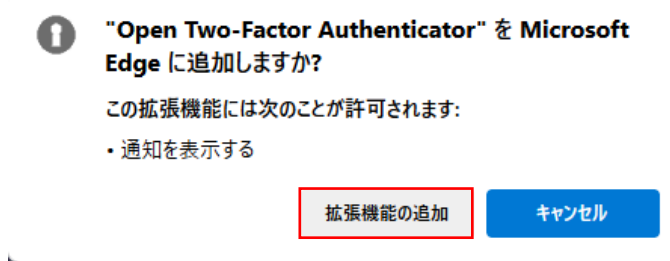 "Open Two-Factor Authenticator" を Microsoft
Edge に追加しますか?
この拡張機能には次のことが許可されます:
• 通知を表示する
拡張機能の追加
キャンセル